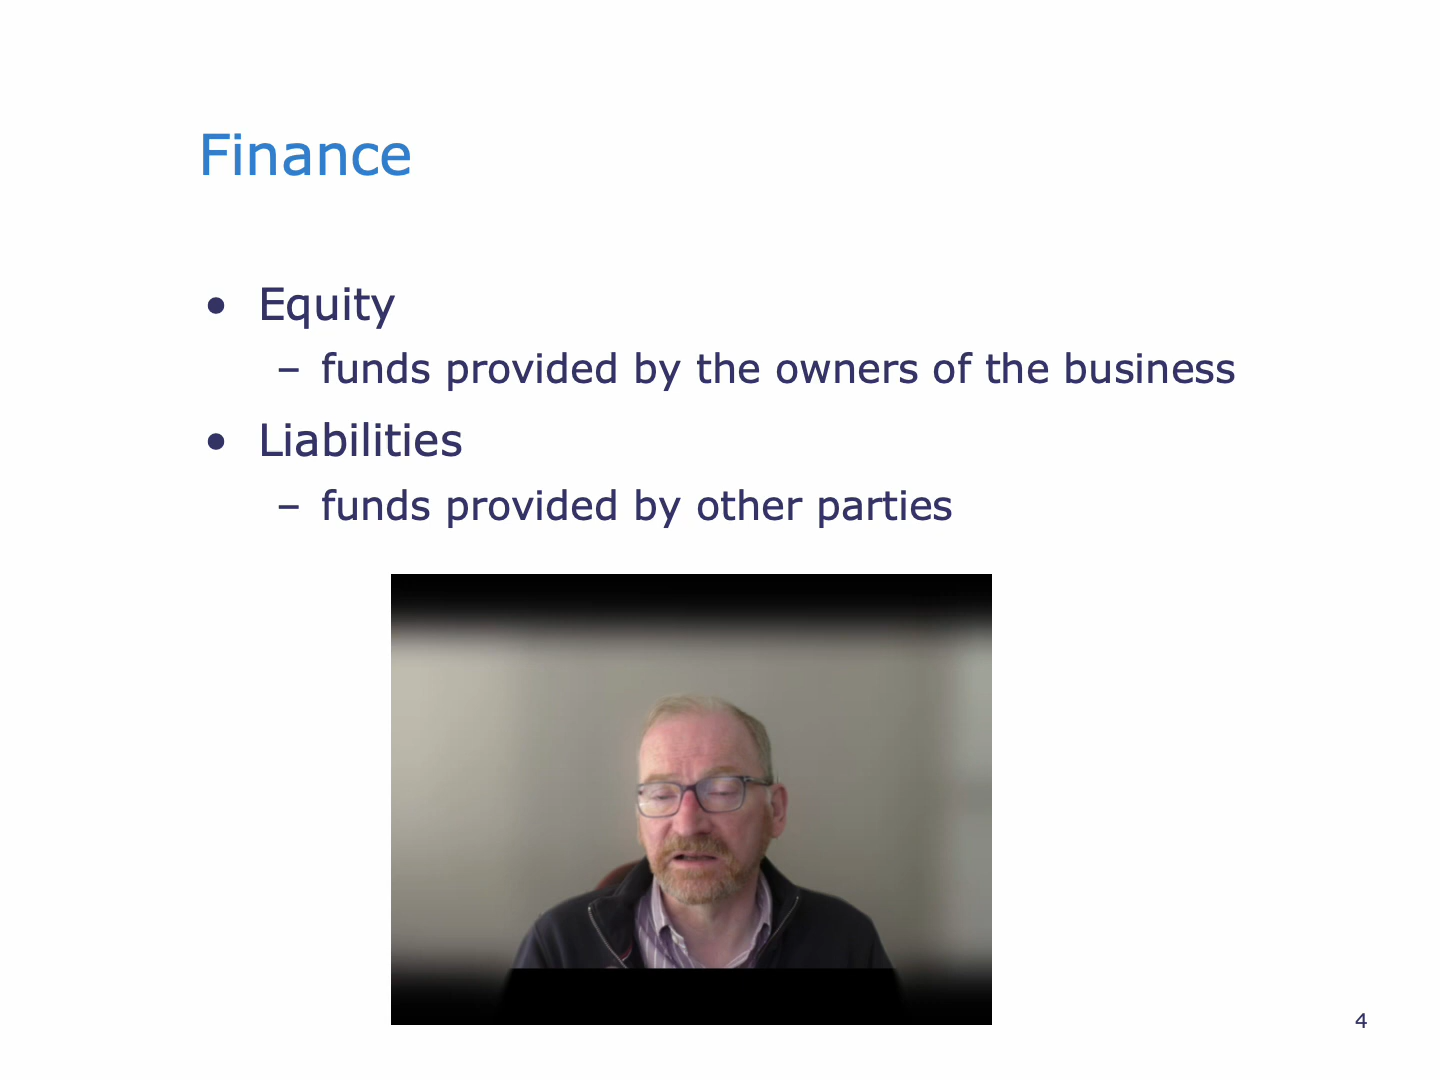 Finance
• Equity
– funds provided by the owners of the business
• Liabilities
– funds provided by other parties
4